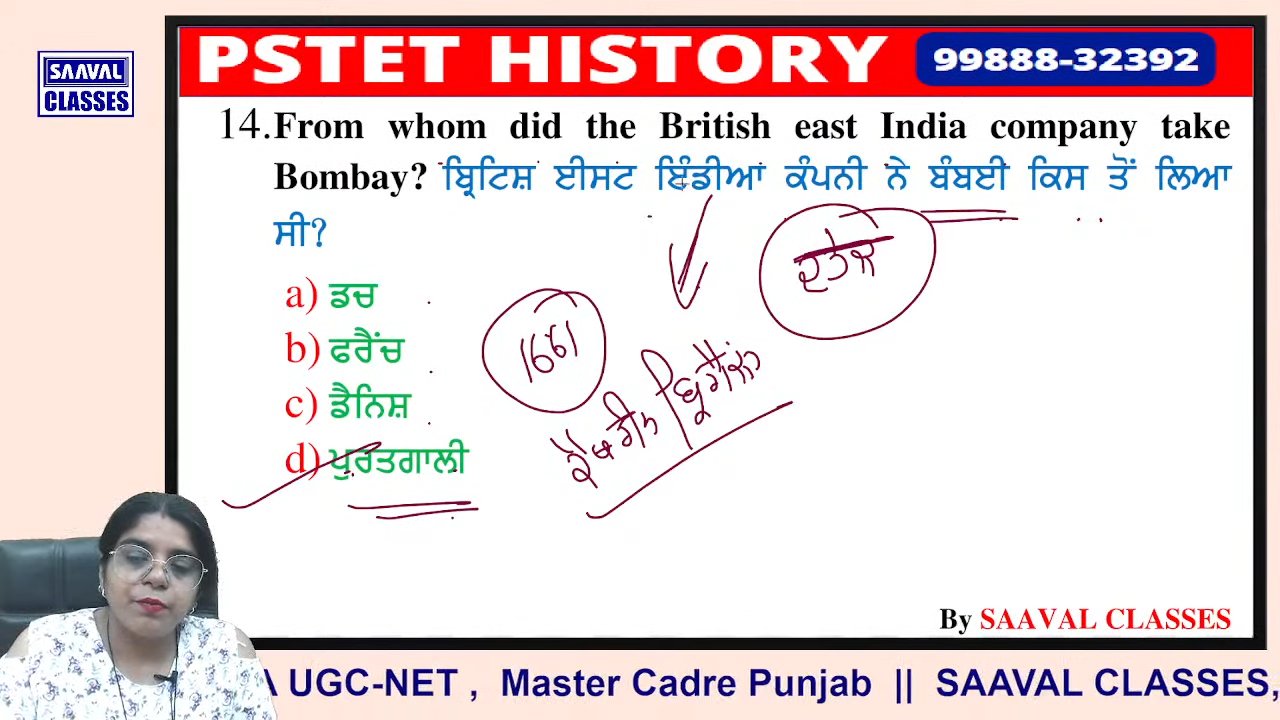 SAAVAL
CLASSES
PSTET HISTORY
99888-32392
14.From whom did the British east India company take
Bombay? ਬ੍ਰਿਟਿਸ਼ ਈਸਟ ਇੰਡੀਆਂ ਕੰਪਨੀ ਨੇ ਬੰਬਈ ਕਿਸ ਤੋਂ ਲਿਆ
ਸੀ?
a) ਡਚ
b) ਫਰੈਂਚ
c) ਡੈਨਿਸ਼
d) ਪੁਰਤਗਾਲੀ
1661
By SAAVAL CLASSES
A UGC-NET , Master Cadre Punjab || SAAVAL CLASSES,